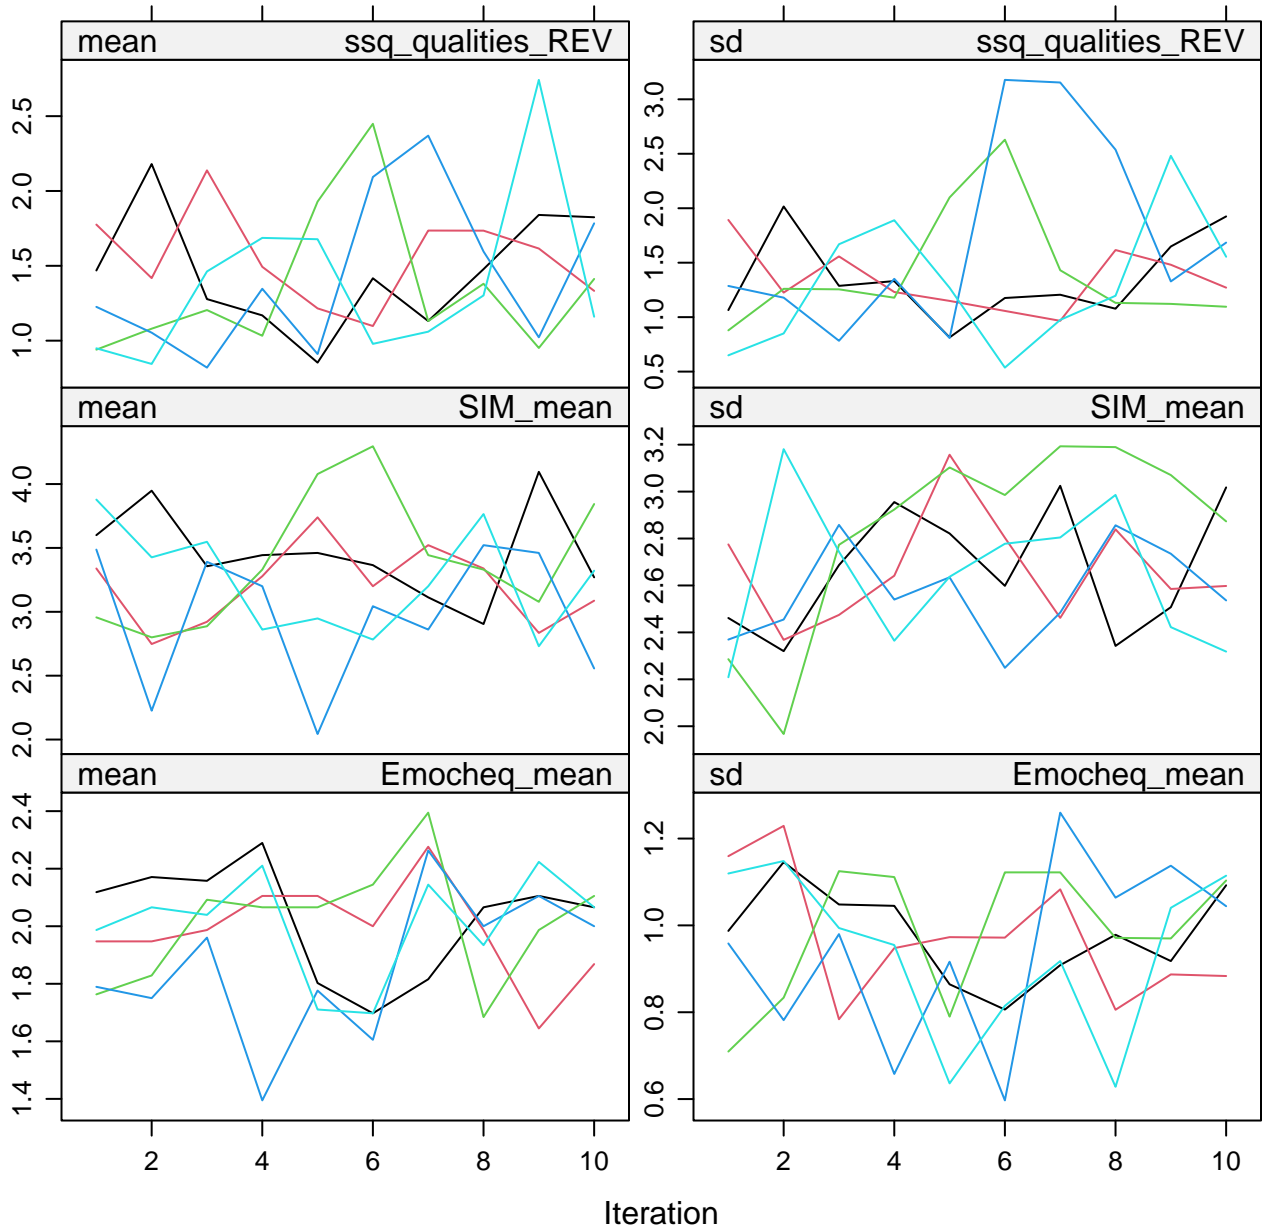 mean ssq_qualities_REV
sd ssq_qualities_REV
1.0 1.5 2.0 2.5
0.5 1.0 1.5 2.0 2.5 3.0
mean SIM_mean
sd SIM_mean
2.0 2.5 3.0 3.5 4.0
2.0 2.2 2.4 2.6 2.8 3.0 3.2
mean Emocheq_mean
sd Emocheq_mean
1.4 1.6 1.8 2.0 2.2 2.4
0.6 0.8 1.0 1.2
2 4 6 8 10
2 4 6 8 10
Iteration